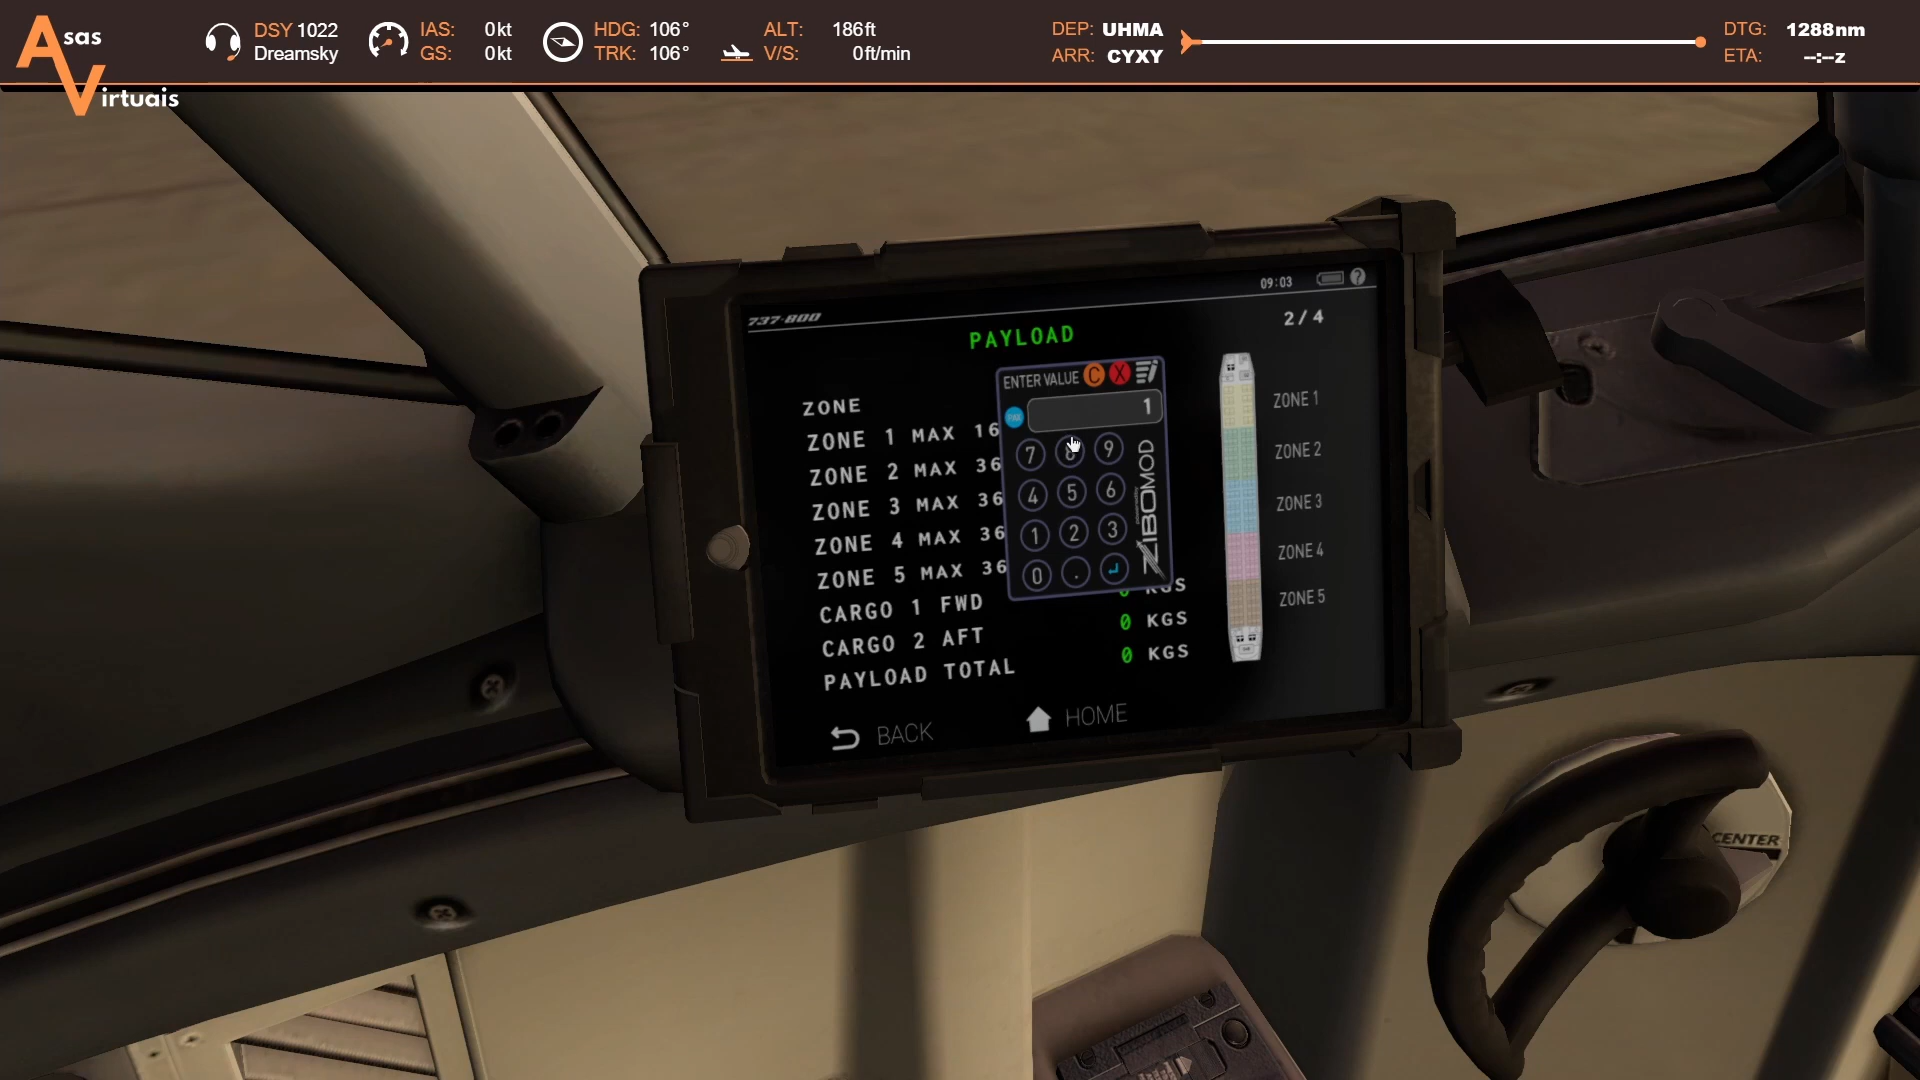 Asas
Virtuais
DSY 1022
Dreamsky
IAS: 0kt
GS: 0kt
HDG: 106°
TRK: 106°
ALT: 186ft
V/S: 0ft/min
DEP: UHMA
ARR: CYXY
DTG: 1288nm
ETA: --:--z
737-800
09:03
?
PAYLOAD
2/4
ENTER VALUE C X
PAX 1
7 8 9
4 5 6
1 2 3
0 .
ZIBOMOD
ZONE
ZONE 1 MAX 16
ZONE 2 MAX 36
ZONE 3 MAX 36
ZONE 4 MAX 36
ZONE 5 MAX 36
CARGO 1 FWD 0 KGS
CARGO 2 AFT 0 KGS
PAYLOAD TOTAL 0 KGS
ZONE 1
ZONE 2
ZONE 3
ZONE 4
ZONE 5
BACK
HOME
CENTER